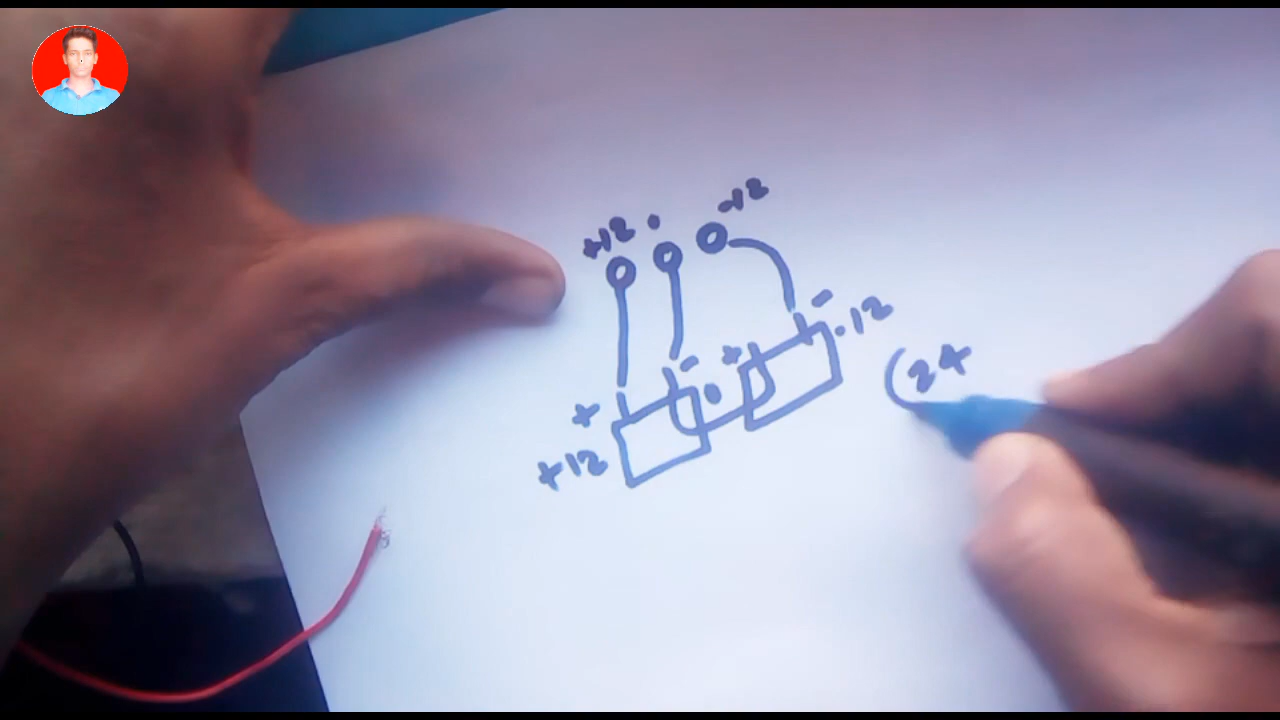 +12 0 -12
+ - + -
+12 0 -12
(24